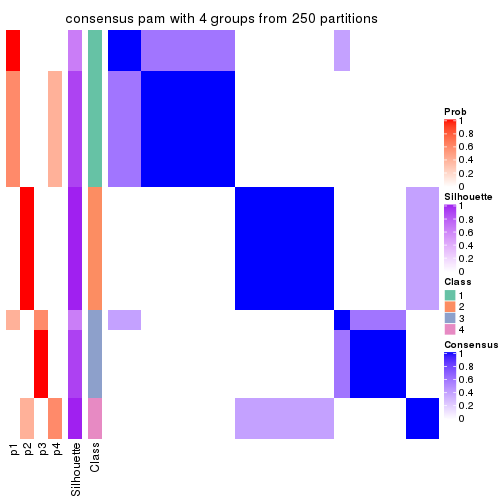 consensus pam with 4 groups from 250 partitions
Prob
1
0.8
0.6
0.4
0.2
0
Silhouette
1
0.8
0.6
0.4
0.2
0
Class
1
2
3
4
Consensus
1
0.8
0.6
0.4
0.2
0
p1
p2
p3
p4
Silhouette
Class